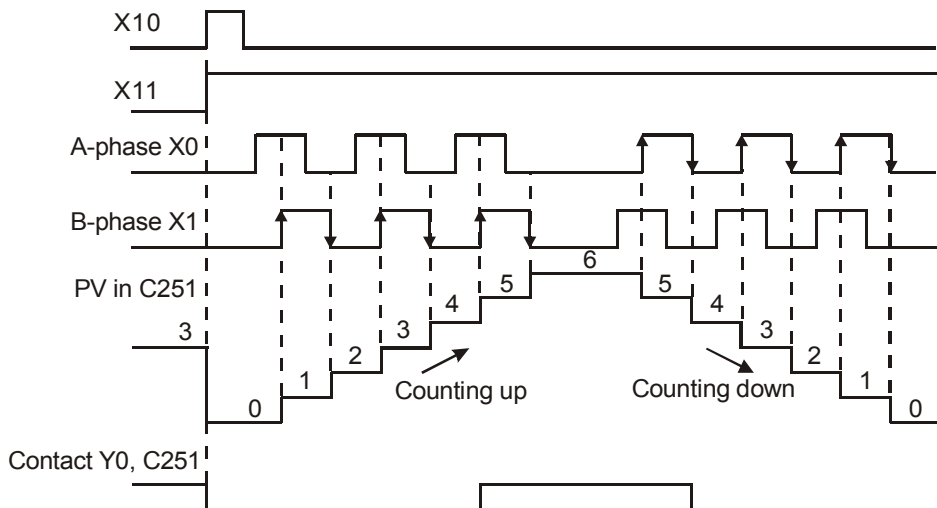 X10
X11
A-phase X0
B-phase X1
PV in C251
3
0
1
2
3
4
5
6
5
4
3
2
1
0
Counting up
Counting down
Contact Y0, C251